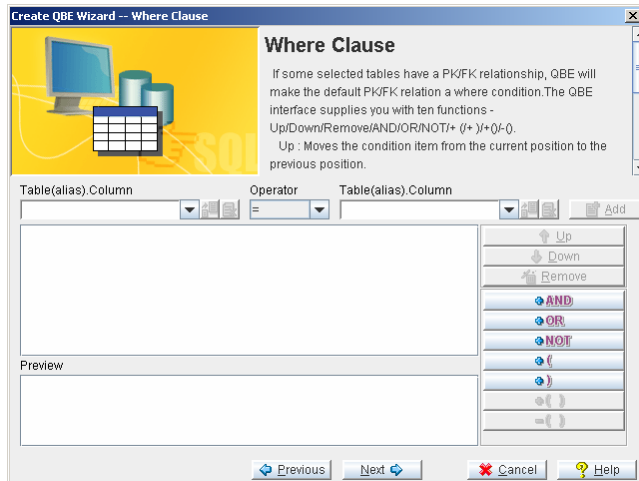 Create QBE Wizard -- Where Clause
Where Clause
If some selected tables have a PK/FK relationship, QBE will
make the default PK/FK relation a where condition.The QBE
interface supplies you with ten functions -
Up/Down/Remove/AND/OR/NOT/+ (/+ )/+()/-().
Up : Moves the condition item from the current position to the
previous position.
SQL
Table(alias).Column Operator Table(alias).Column
= Add
Up
Down
Remove
AND
OR
NOT
(
)
( )
( )
Preview
Previous Next Cancel Help